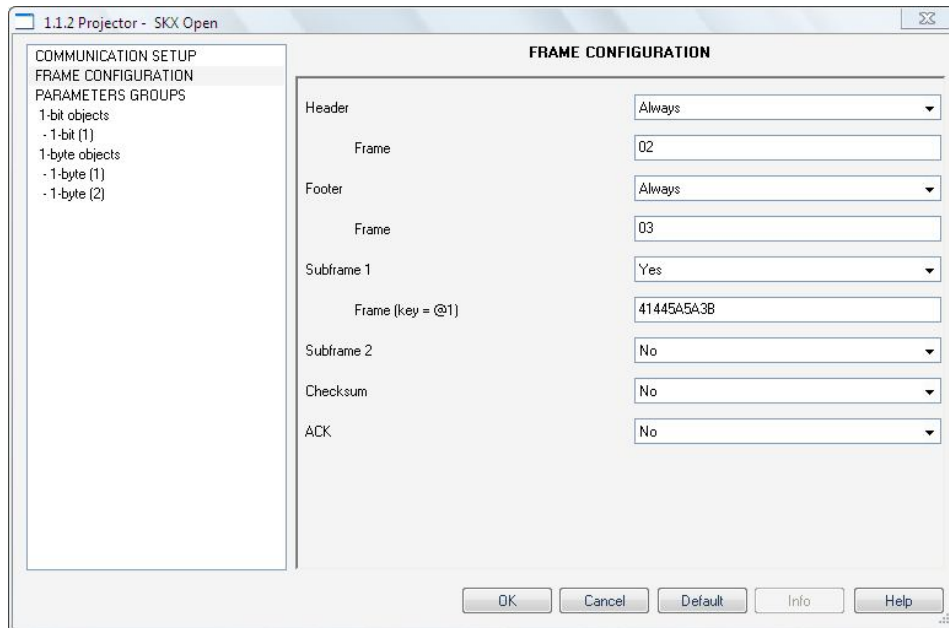 1.1.2 Projector - SKX Open
COMMUNICATION SETUP
FRAME CONFIGURATION
PARAMETERS GROUPS
1-bit objects
- 1-bit (1)
1-byte objects
- 1-byte (1)
- 1-byte (2)
FRAME CONFIGURATION
Header Always
Frame 02
Footer Always
Frame 03
Subframe 1 Yes
Frame (key = @1) 41445A5A3B
Subframe 2 No
Checksum No
ACK No
OK Cancel Default Info Help